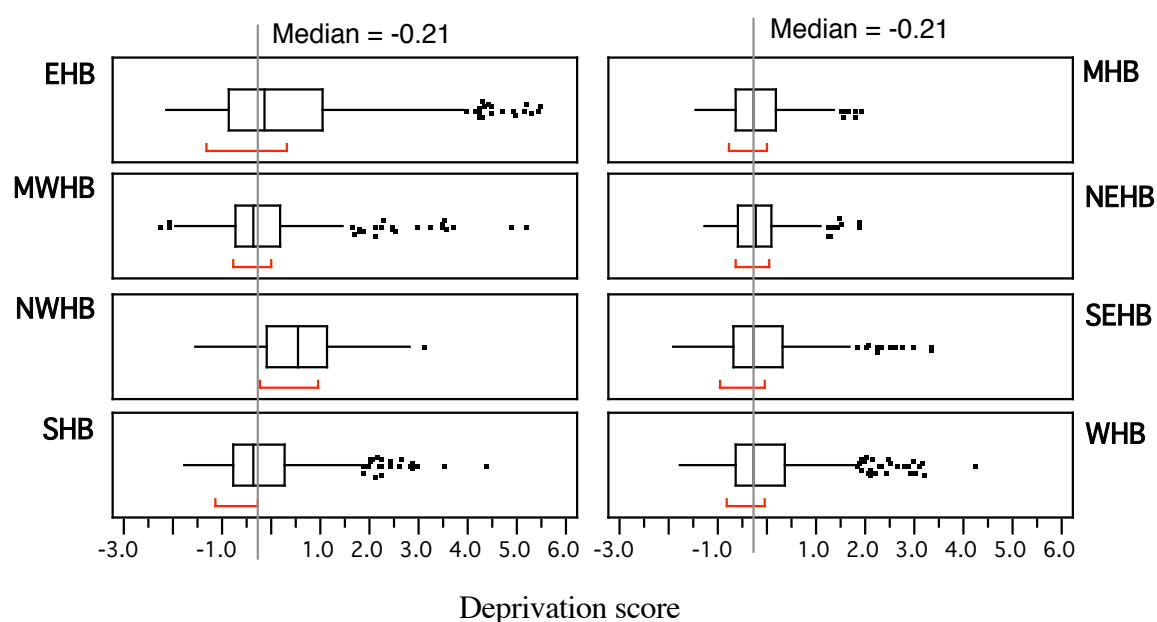 Median = -0.21
Median = -0.21
EHB
MHB
MWHB
NEHB
NWHB
SEHB
SHB
WHB
-3.0 -1.0 1.0 2.0 3.0 4.0 5.0 6.0
-3.0 -1.0 1.0 2.0 3.0 4.0 5.0 6.0
Deprivation score